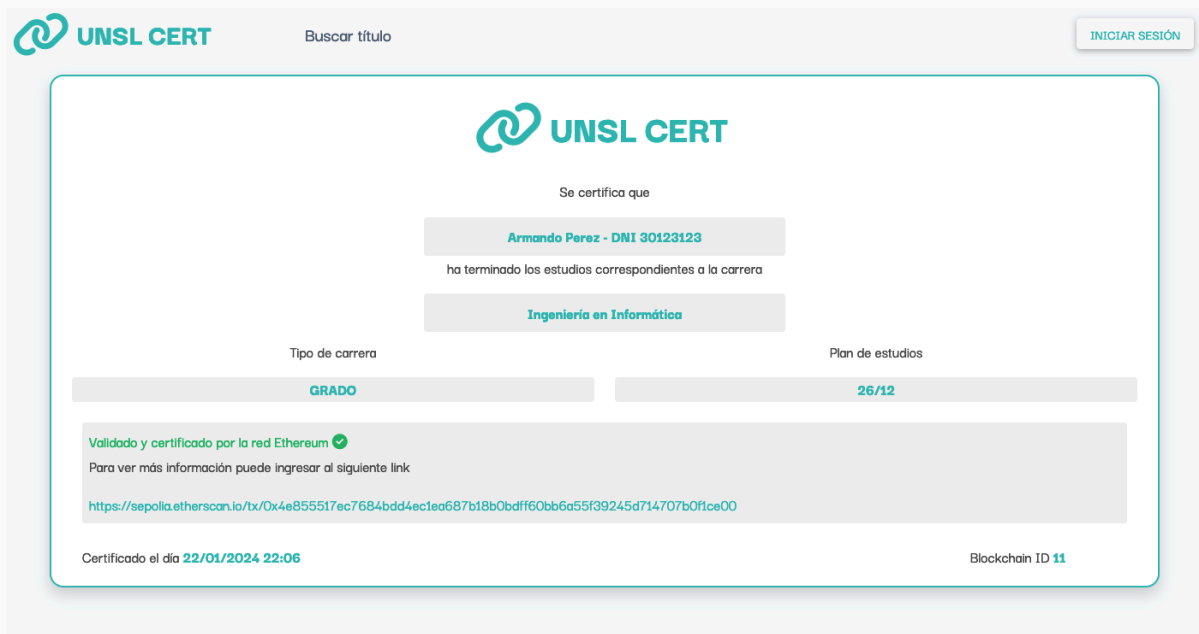 UNSL CERT
Buscar título
INICIAR SESIÓN
UNSL CERT
Se certifica que
Armando Perez - DNI 30123123
ha terminado los estudios correspondientes a la carrera
Ingeniería en Informática
Tipo de carrera
Plan de estudios
GRADO
26/12
Validado y certificado por la red Ethereum
Para ver más información puede ingresar al siguiente link
https://sepolia.etherscan.io/tx/0x4e855517ec7684bdd4ec1ea687b18b0bdff60bb6a55f39245d714707b0f1ce00
Certificado el día 22/01/2024 22:06
Blockchain ID 11